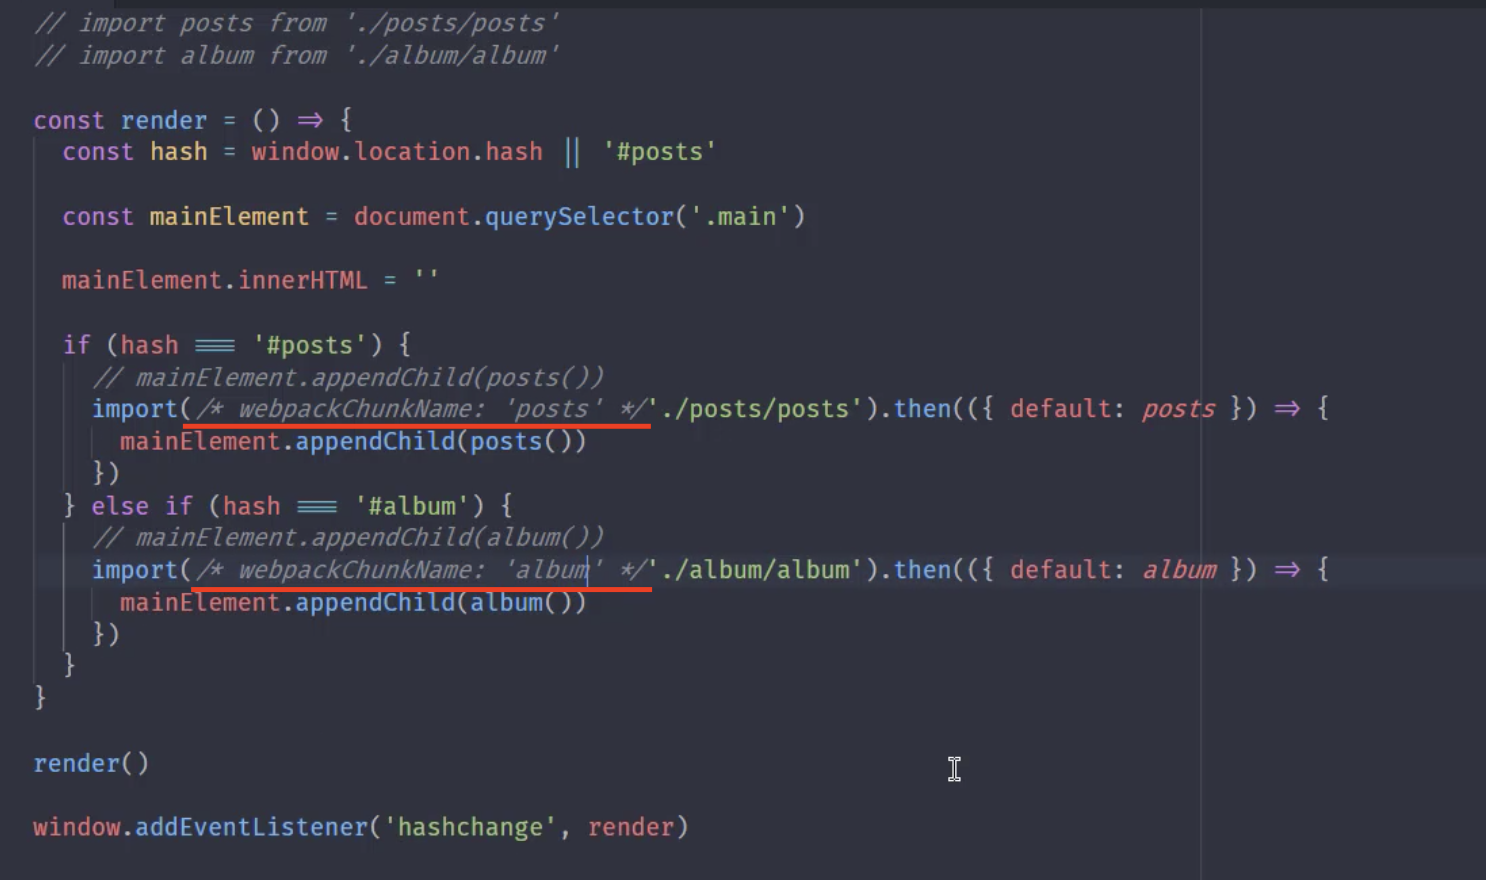 // import posts from './posts/posts'
// import album from './album/album'
const render = () => {
const hash = window.location.hash || '#posts'
const mainElement = document.querySelector('.main')
mainElement.innerHTML = ''
if (hash === '#posts') {
// mainElement.appendChild(posts())
import(/* webpackChunkName: 'posts' */'./posts/posts').then(({ default: posts }) => {
mainElement.appendChild(posts())
})
} else if (hash === '#album') {
// mainElement.appendChild(album())
import(/* webpackChunkName: 'album' */'./album/album').then(({ default: album }) => {
mainElement.appendChild(album())
})
}
}
render()
window.addEventListener('hashchange', render)